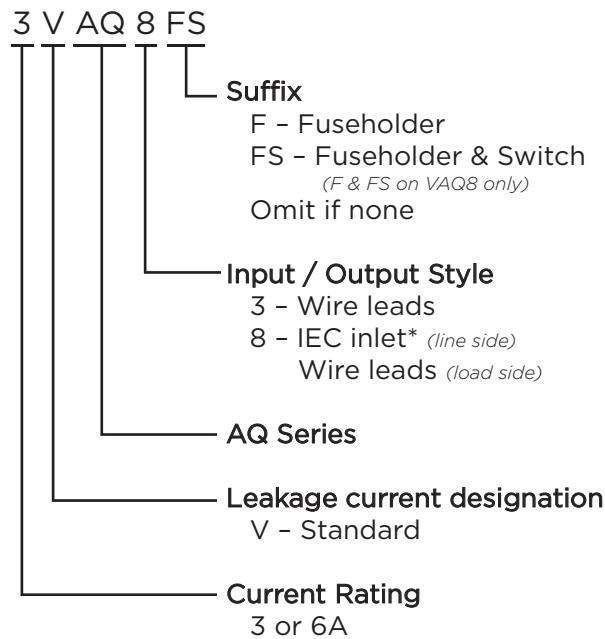 3 V AQ 8 FS
Suffix
F – Fuseholder
FS – Fuseholder & Switch
(F & FS on VAQ8 only)
Omit if none
Input / Output Style
3 – Wire leads
8 – IEC inlet* (line side)
Wire leads (load side)
AQ Series
Leakage current designation
V – Standard
Current Rating
3 or 6A